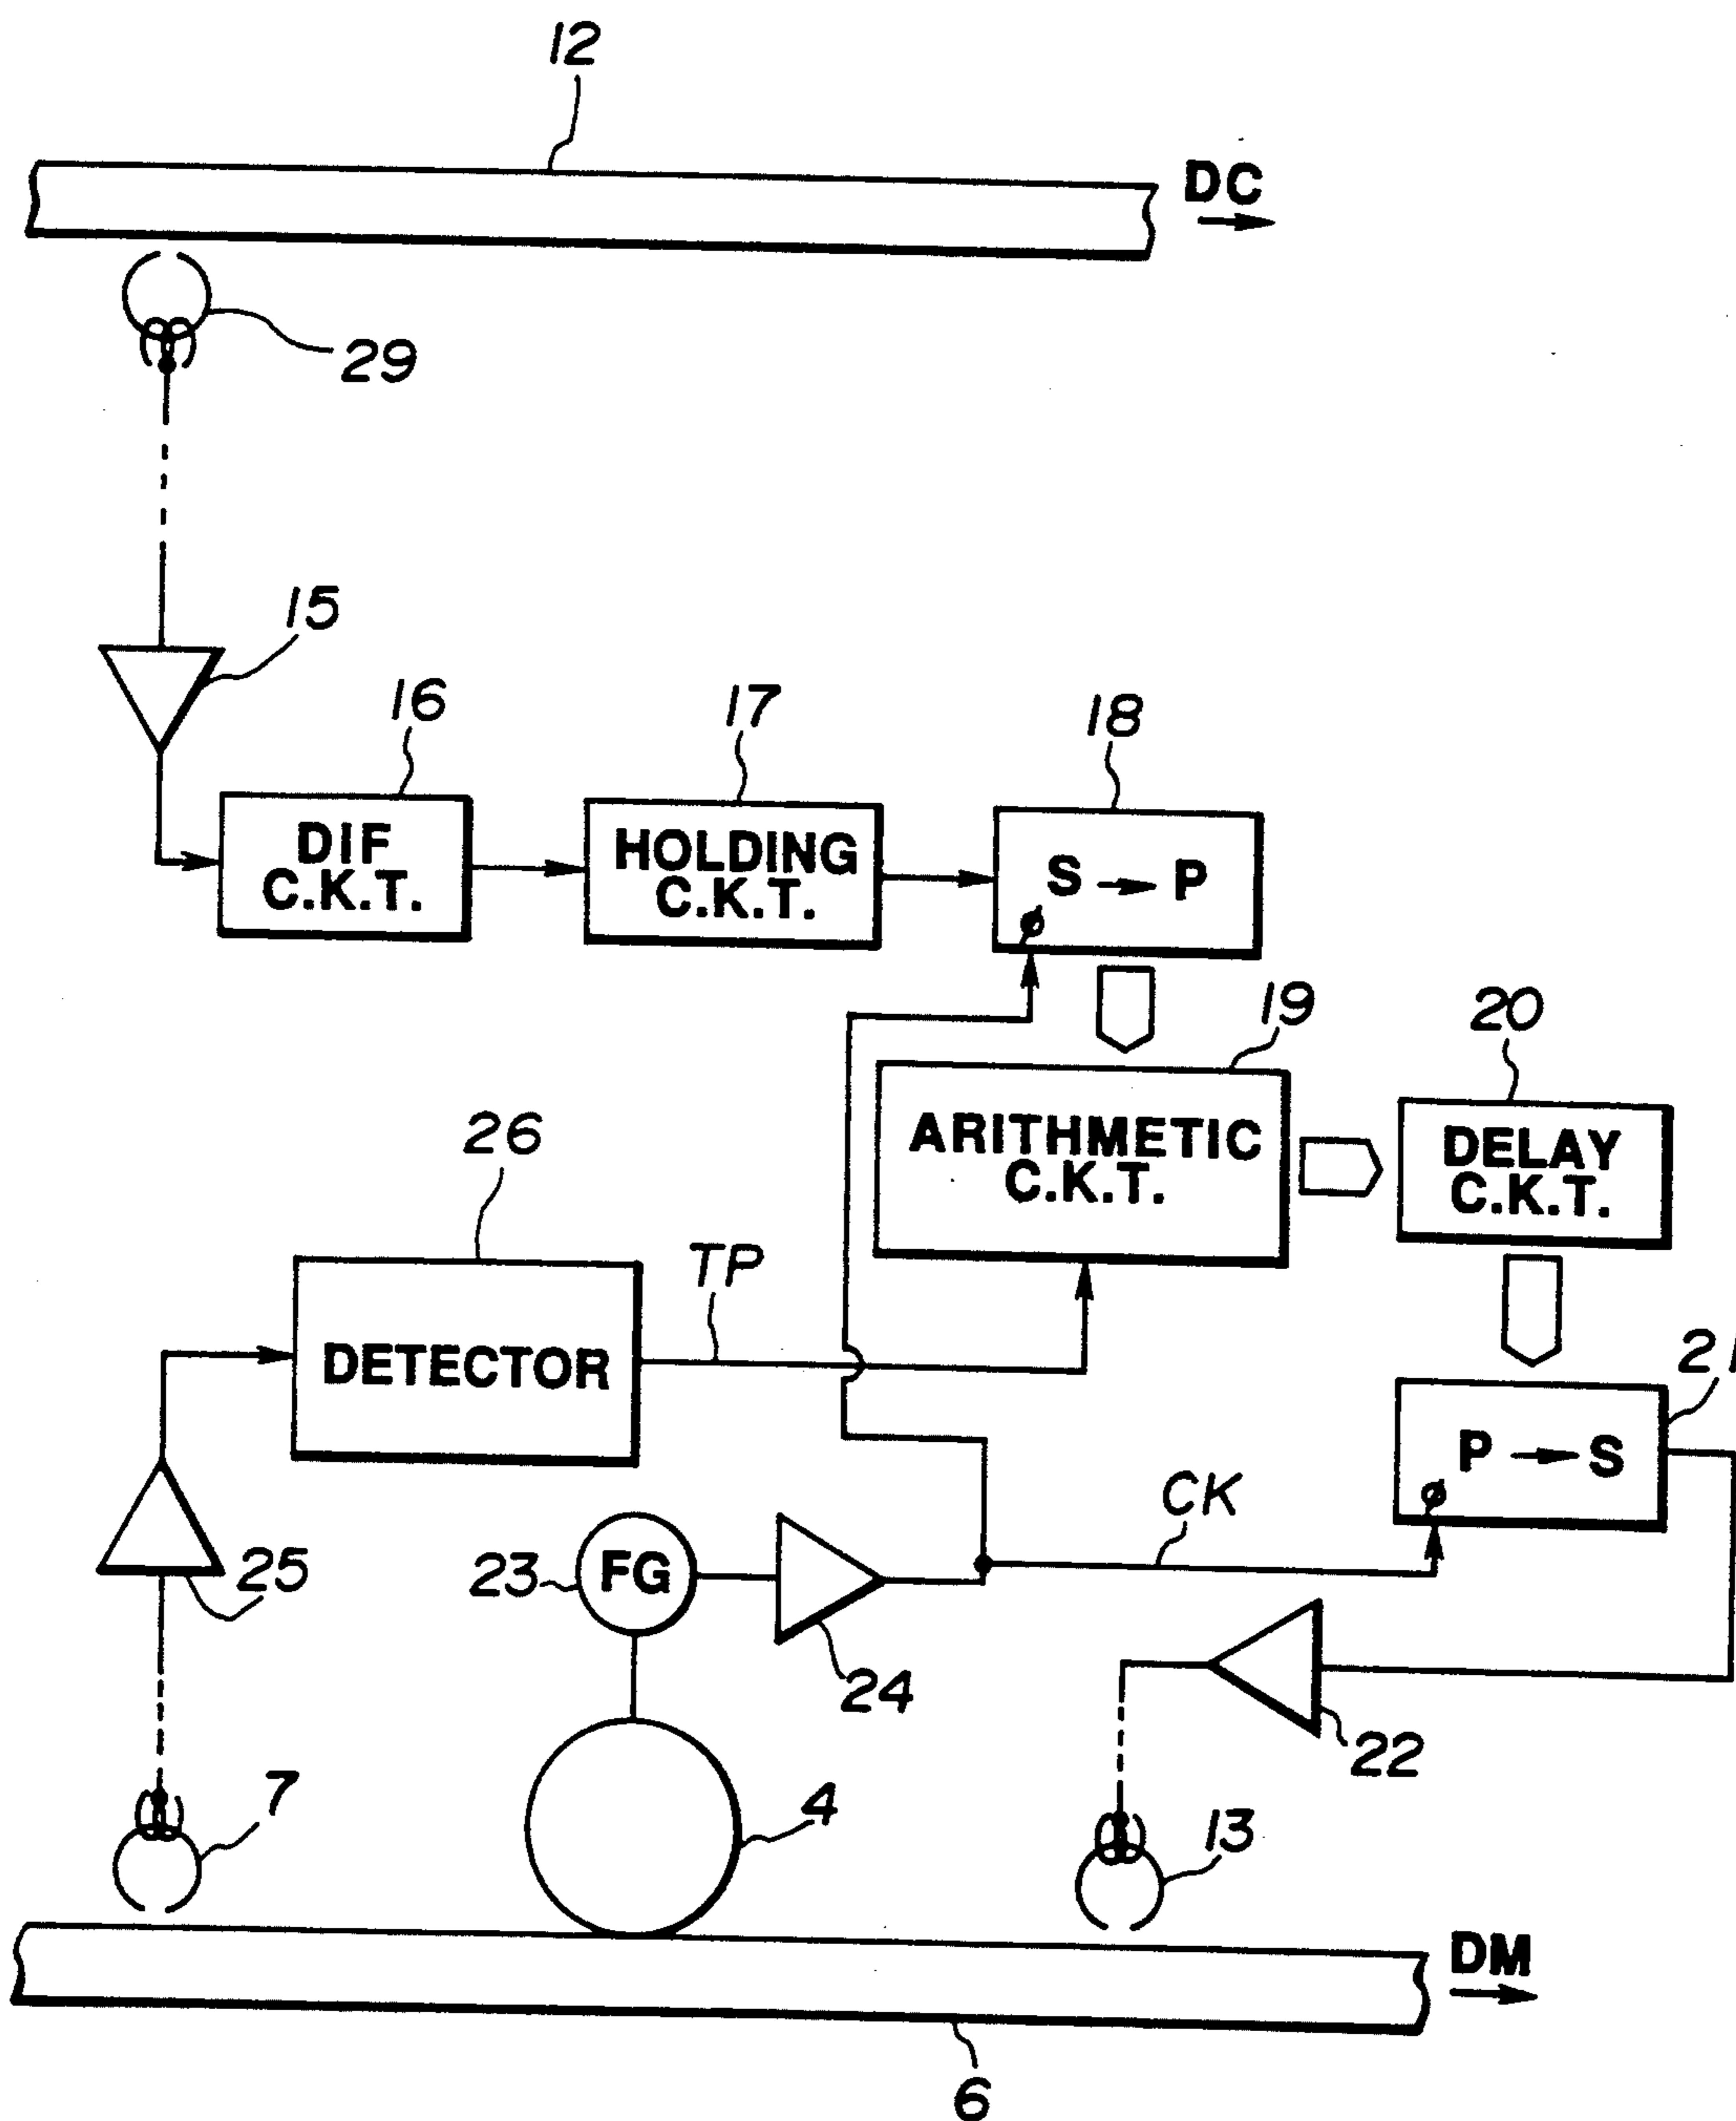 12
DC
29
15
16
17
18
DIF
C.K.T.
HOLDING
C.K.T.
S → P
ϕ
19
20
ARITHMETIC
C.K.T.
DELAY
C.K.T.
26
TP
DETECTOR
21
P → S
ϕ
CK
25
23
FG
24
22
7
4
13
DM
6